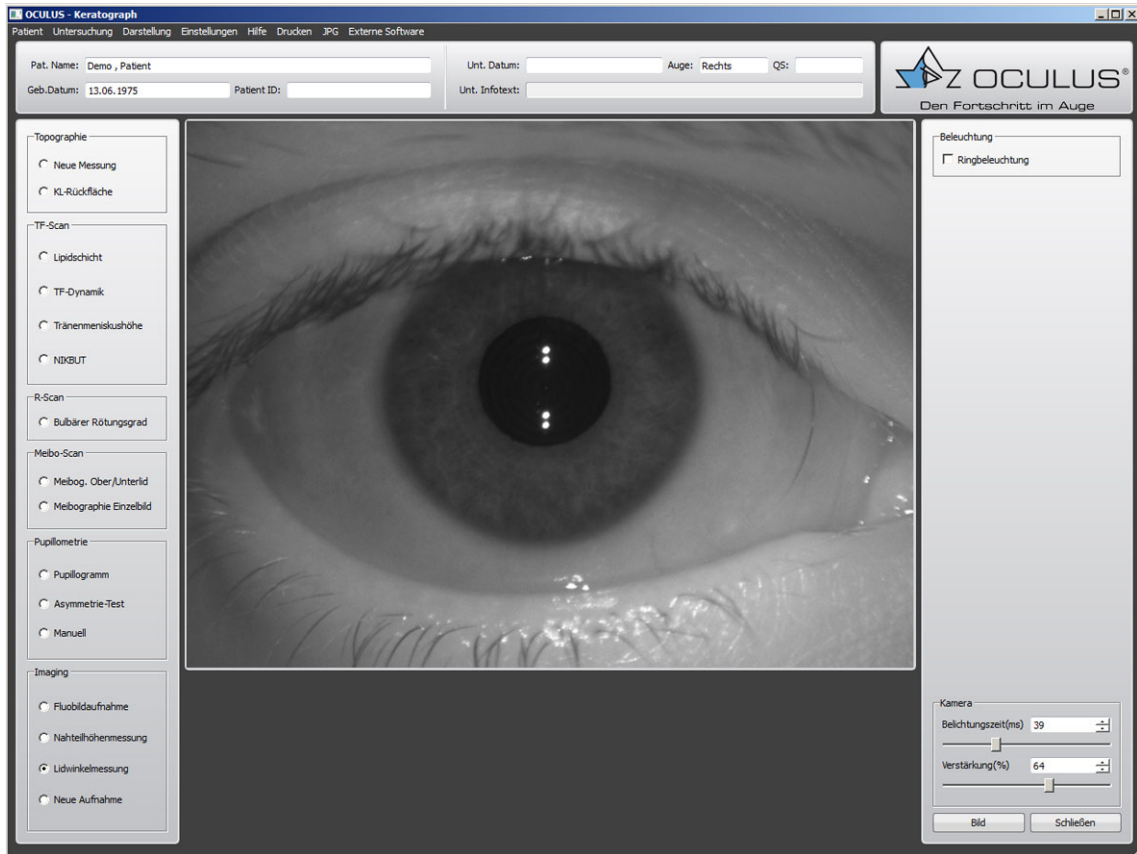 OCULUS - Keratograph
Patient Untersuchung Darstellung Einstellungen Hilfe Drucken JPG Externe Software
Pat. Name: Demo , Patient
Unt. Datum: Auge: Rechts QS:
Geb.Datum: 13.06.1975 Patient ID:
Unt. Infotext:
OCULUS®
Den Fortschritt im Auge
Topographie
Neue Messung
KL-Rückfläche
TF-Scan
Lipidschicht
TF-Dynamik
Tränenmeniskushöhe
NIKBUT
R-Scan
Bulbärer Rötungsgrad
Meibo-Scan
Meibog. Ober/Unterlid
Meibographie Einzelbild
Pupillometrie
Pupillogramm
Asymmetrie-Test
Manuell
Imaging
Fluobildaufnahme
Nahteilhöhenmessung
Lidwinkelmessung
Neue Aufnahme
Beleuchtung
Ringbeleuchtung
Kamera
Belichtungszeit(ms) 39
Verstärkung(%) 64
Bild Schließen